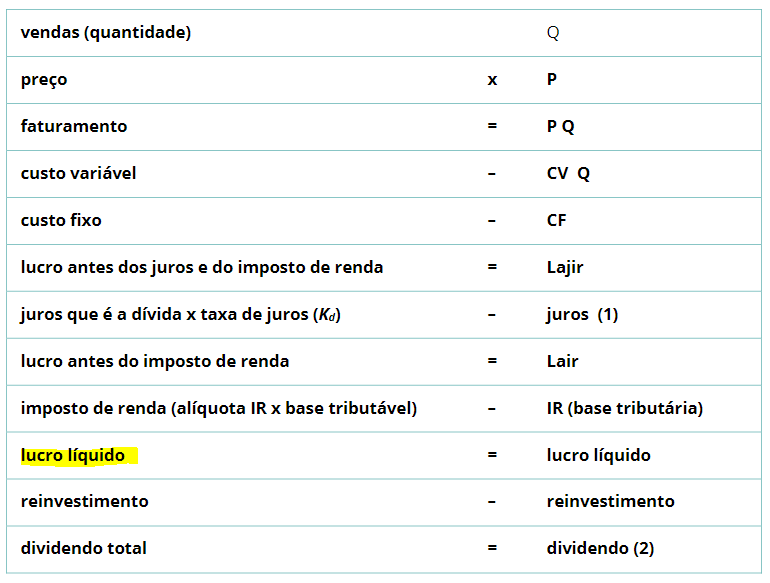 vendas (quantidade) Q
preço x P
faturamento = P Q
custo variável – CV Q
custo fixo – CF
lucro antes dos juros e do imposto de renda = Lajir
juros que é a dívida x taxa de juros (Kd) – juros (1)
lucro antes do imposto de renda = Lair
imposto de renda (alíquota IR x base tributável) – IR (base tributária)
lucro líquido = lucro líquido
reinvestimento – reinvestimento
dividendo total = dividendo (2)